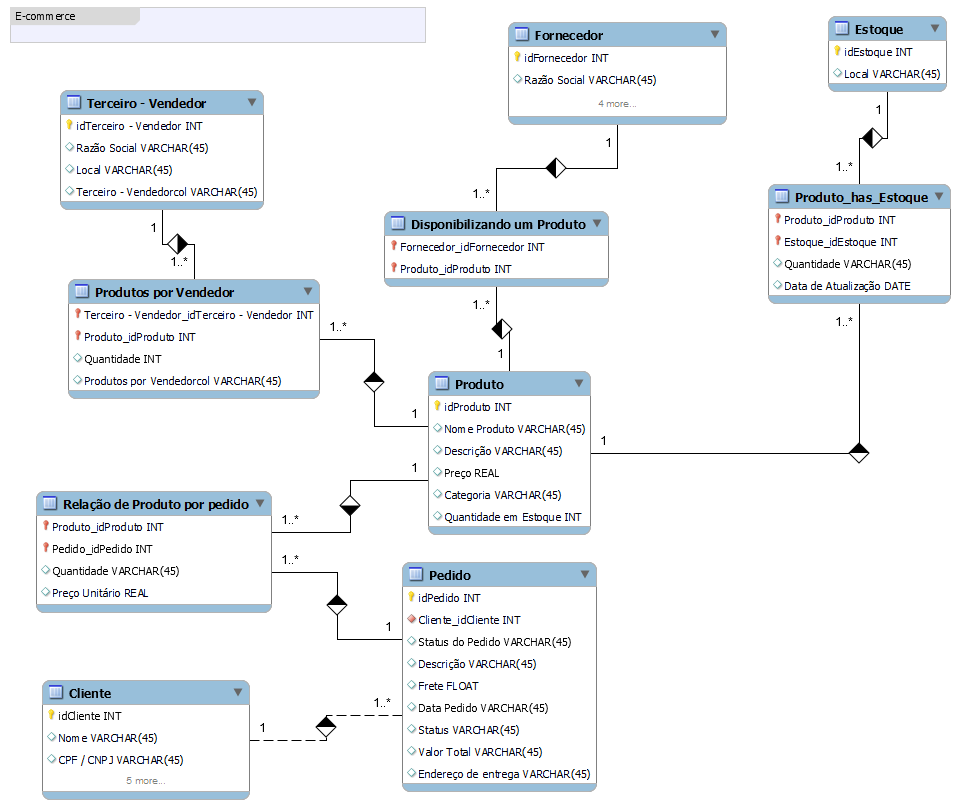 E-commerce
Fornecedor
idFornecedor INT
Razão Social VARCHAR(45)
4 more...
Estoque
idEstoque INT
Local VARCHAR(45)
Terceiro - Vendedor
idTerceiro - Vendedor INT
Razão Social VARCHAR(45)
Local VARCHAR(45)
Terceiro - Vendedorcol VARCHAR(45)
1
1
1
1..*
1..*
1
1..*
Disponibilizando um Produto
Fornecedor_idFornecedor INT
Produto_idProduto INT
Produto_has_Estoque
Produto_idProduto INT
Estoque_idEstoque INT
Quantidade VARCHAR(45)
Data de Atualização DATE
Produtos por Vendedor
Terceiro - Vendedor_idTerceiro - Vendedor INT
Produto_idProduto INT
Quantidade INT
Produtos por Vendedorcol VARCHAR(45)
1..*
1..*
1..*
1
1
1
1
Produto
idProduto INT
Nome Produto VARCHAR(45)
Descrição VARCHAR(45)
Preço REAL
Categoria VARCHAR(45)
Quantidade em Estoque INT
Relação de Produto por pedido
Produto_idProduto INT
Pedido_idPedido INT
Quantidade VARCHAR(45)
Preço Unitário REAL
1..*
1..*
1
Pedido
idPedido INT
Cliente_idCliente INT
Status do Pedido VARCHAR(45)
Descrição VARCHAR(45)
Frete FLOAT
Data Pedido VARCHAR(45)
Status VARCHAR(45)
Valor Total VARCHAR(45)
Endereço de entrega VARCHAR(45)
Cliente
idCliente INT
Nome VARCHAR(45)
CPF / CNPJ VARCHAR(45)
5 more...
1
1..*